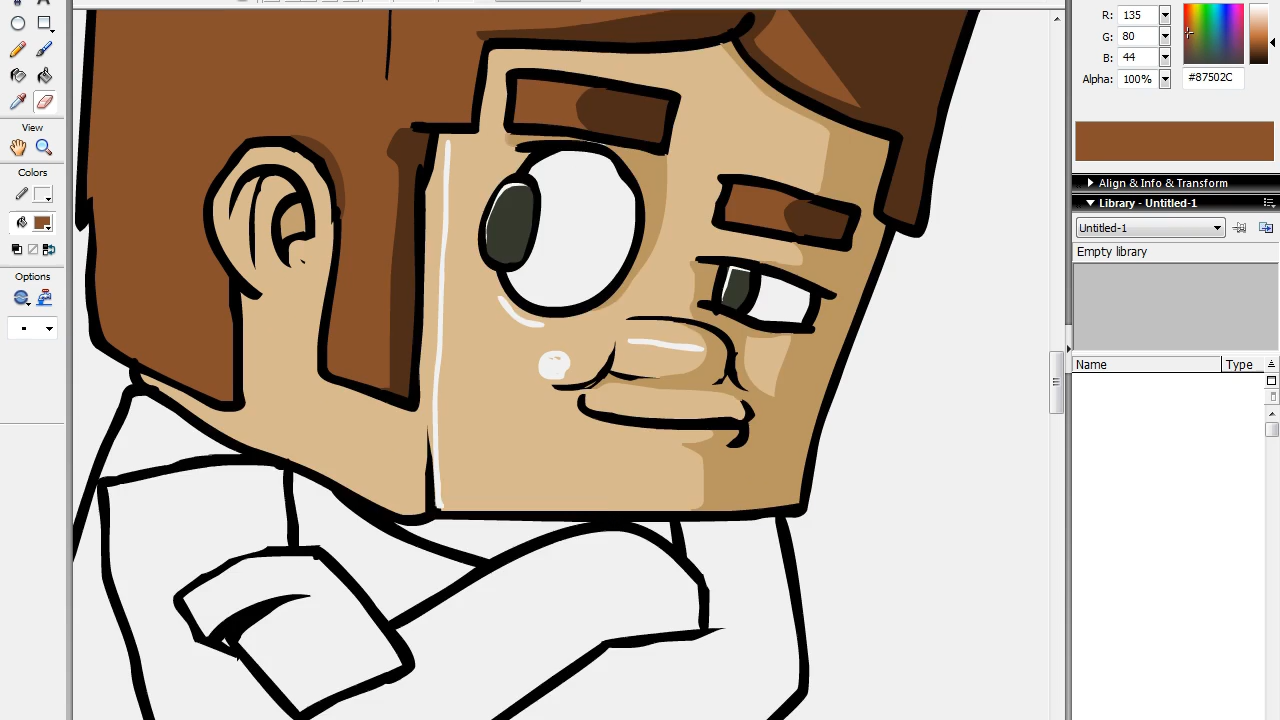 R: 135
G: 80
B: 44
Alpha: 100% #87502C
View
Colors
Options
Align & Info & Transform
Library - Untitled-1
Untitled-1
Empty library
Name Type